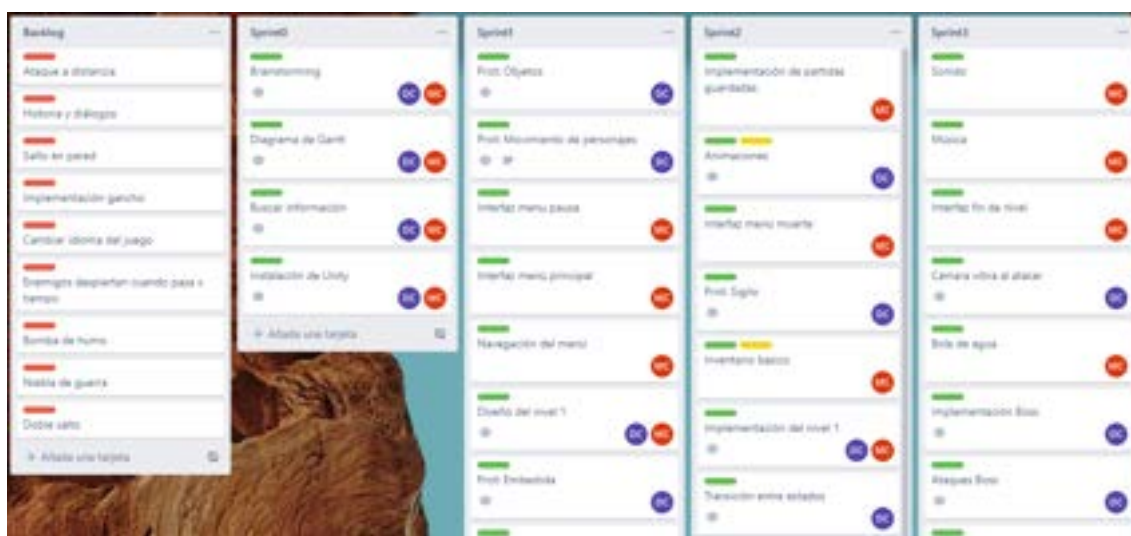 Backlog
Ataque a distancia
Historia y diálogos
Salto en pared
Implementación gancho
Cambiar idioma del juego
Enemigos despiertan cuando pasa x
tiempo
Bomba de humo
Niebla de guerra
Doble salto
+ Añada una tarjeta
Sprint0
Brainstorming
DC MC
Diagrama de Gantt
DC MC
Buscar información
DC MC
Instalación de Unity
DC MC
+ Añada una tarjeta
Sprint1
Prot. Objetos
DC
Prot. Movimiento de personajes
DC
Interfaz menu pausa
MC
Interfaz menú principal
MC
Navegación del menú
MC
Diseño del nivel 1
DC MC
Prot. Embestida
DC
Sprint2
Implementación de partidas
guardadas
MC
Animaciones
DC
Interfaz menú muerte
MC
Prot. Sigilo
DC
Inventario básico
MC
Implementación del nivel 1
DC MC
Transición entre estados
DC
Sprint3
Sonido
MC
Música
MC
Interfaz fin de nivel
MC
Cámara vibra al atacar
DC
Bola de agua
MC
Implementación Boss
DC
Ataques Boss
DC